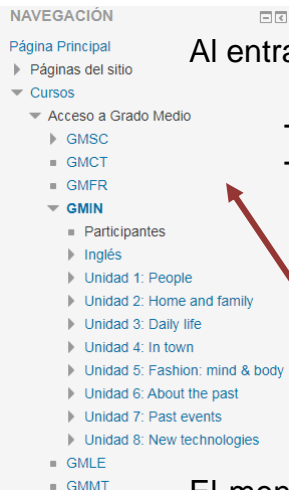 NAVEGACIÓN
Página Principal
Al entra
Páginas del sitio
Cursos
Acceso a Grado Medio
GMSC
GMCT
GMFR
GMIN
Participantes
Inglés
Unidad 1: People
Unidad 2: Home and family
Unidad 3: Daily life
Unidad 4: In town
Unidad 5: Fashion: mind & body
Unidad 6: About the past
Unidad 7: Past events
Unidad 8: New technologies
GMLE
GMMT